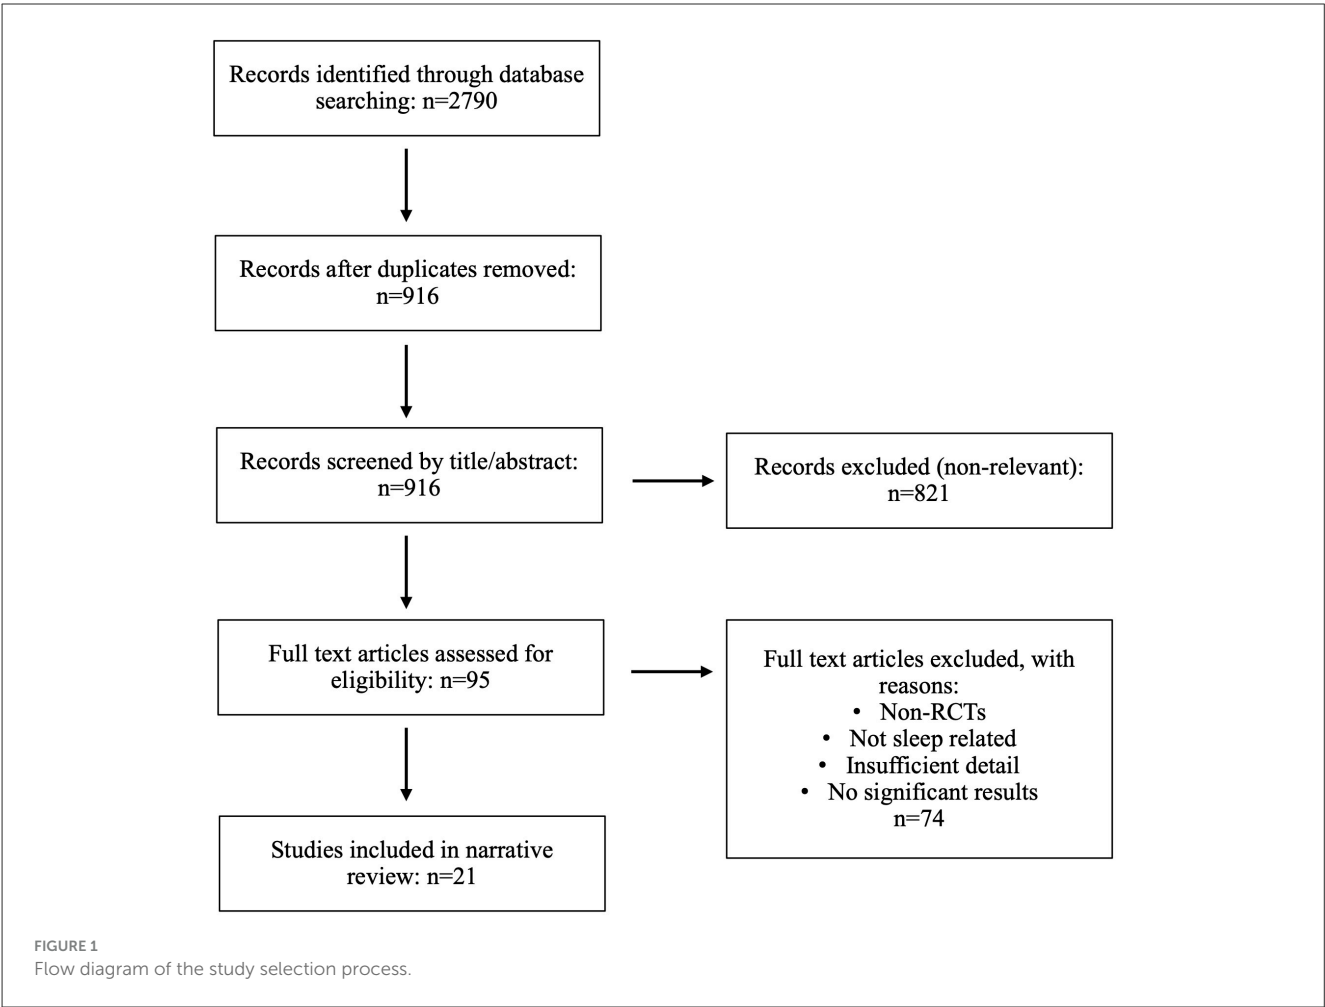 Records identified through database
searching: n=2790
Records after duplicates removed:
n=916
Records screened by title/abstract:
n=916
Records excluded (non-relevant):
n=821
Full text articles assessed for
eligibility: n=95
Full text articles excluded, with
reasons:
• Non-RCTs
• Not sleep related
• Insufficient detail
• No significant results
n=74
Studies included in narrative
review: n=21
FIGURE 1
Flow diagram of the study selection process.